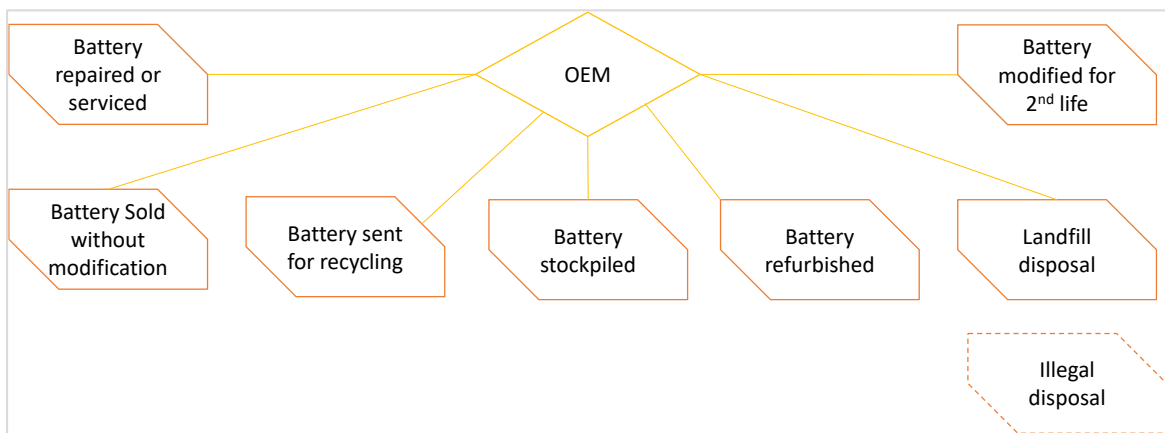 Battery
repaired or
serviced
OEM
Battery
modified for
2nd life
Battery Sold
without
modification
Battery sent
for recycling
Battery
stockpiled
Battery
refurbished
Landfill
disposal
Illegal
disposal